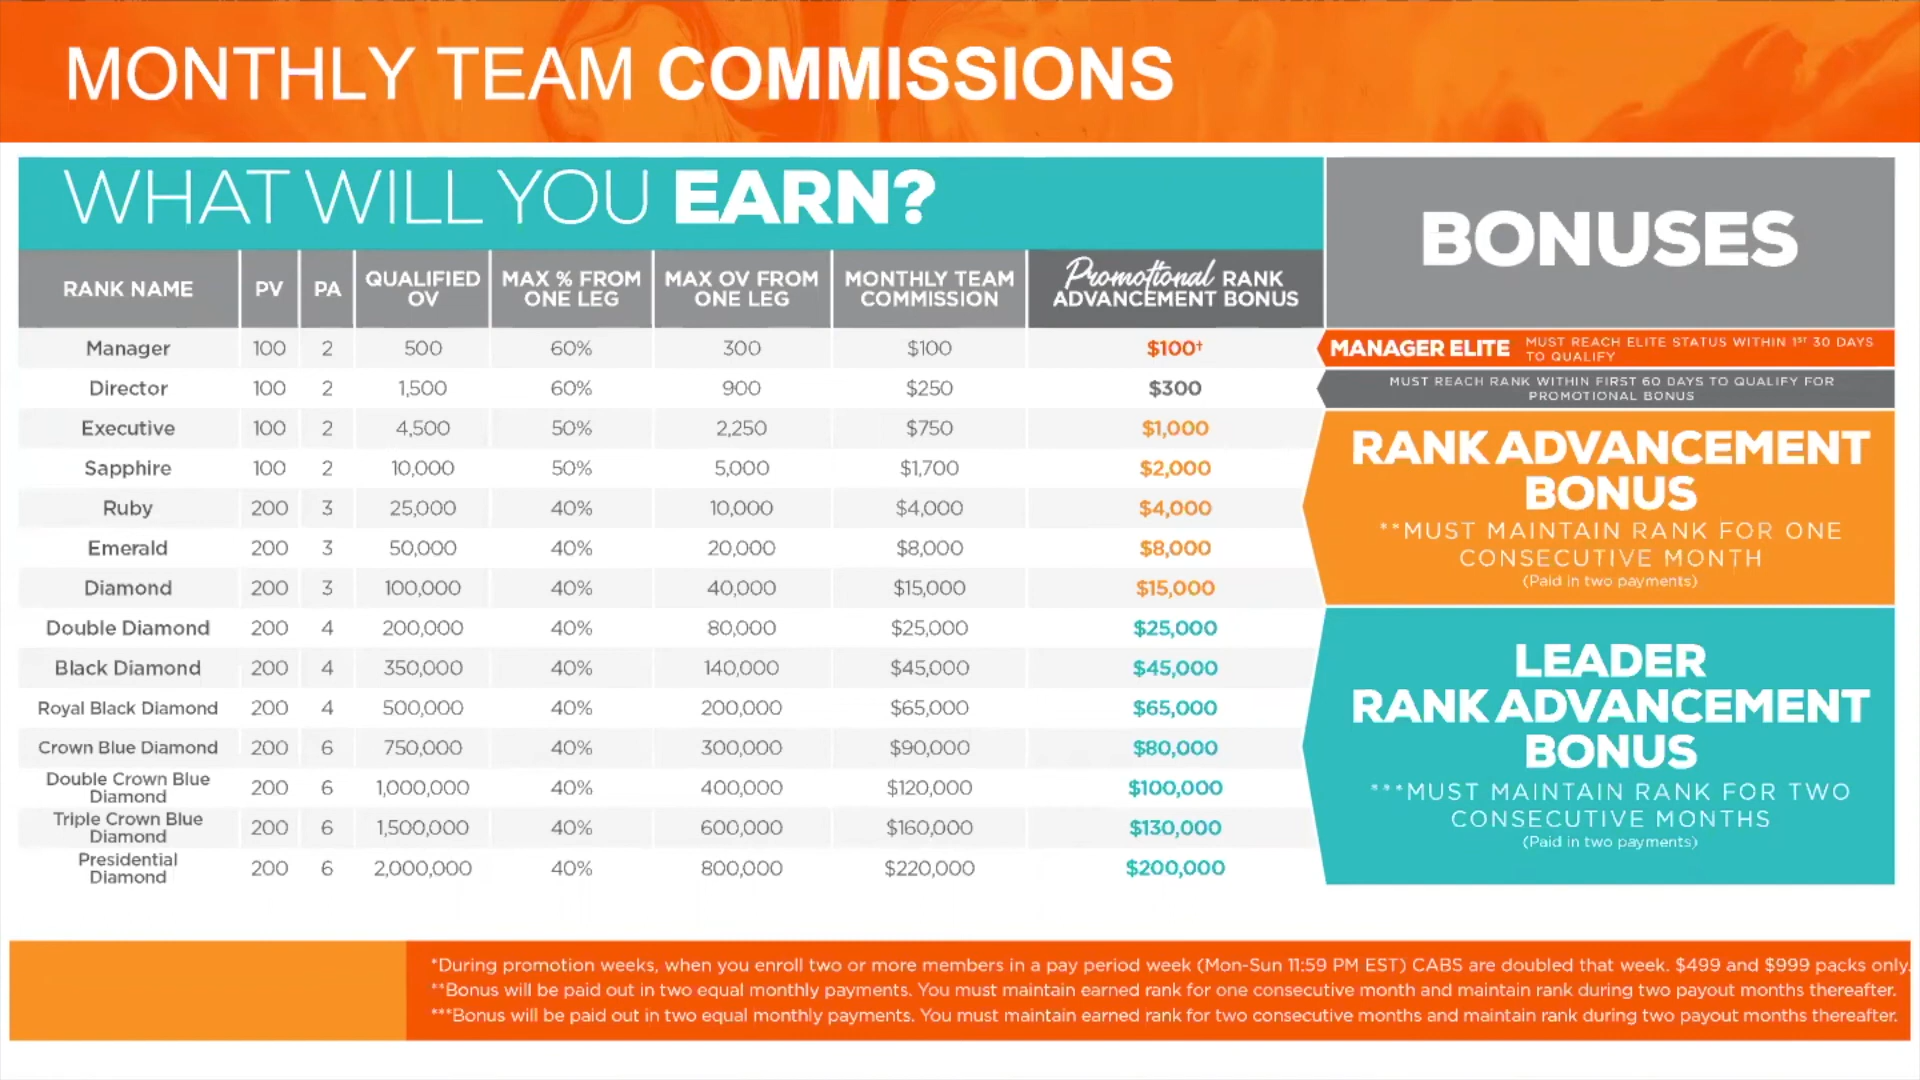 MONTHLY TEAM COMMISSIONS
WHAT WILL YOU EARN?
BONUSES
RANK NAME PV PA QUALIFIED OV MAX % FROM ONE LEG MAX OV FROM ONE LEG MONTHLY TEAM COMMISSION Promotional RANK ADVANCEMENT BONUS
Manager 100 2 500 60% 300 $100 $100†
Director 100 2 1,500 60% 900 $250 $300
Executive 100 2 4,500 50% 2,250 $750 $1,000
Sapphire 100 2 10,000 50% 5,000 $1,700 $2,000
Ruby 200 3 25,000 40% 10,000 $4,000 $4,000
Emerald 200 3 50,000 40% 20,000 $8,000 $8,000
Diamond 200 3 100,000 40% 40,000 $15,000 $15,000
Double Diamond 200 4 200,000 40% 80,000 $25,000 $25,000
Black Diamond 200 4 350,000 40% 140,000 $45,000 $45,000
Royal Black Diamond 200 4 500,000 40% 200,000 $65,000 $65,000
Crown Blue Diamond 200 6 750,000 40% 300,000 $90,000 $80,000
Double Crown Blue Diamond 200 6 1,000,000 40% 400,000 $120,000 $100,000
Triple Crown Blue Diamond 200 6 1,500,000 40% 600,000 $160,000 $130,000
Presidential Diamond 200 6 2,000,000 40% 800,000 $220,000 $200,000
MANAGER ELITE MUST REACH ELITE STATUS WITHIN 1ST 30 DAYS
TO QUALIFY
MUST REACH RANK WITHIN FIRST 60 DAYS TO QUALIFY FOR
PROMOTIONAL BONUS
RANK ADVANCEMENT
BONUS
**MUST MAINTAIN RANK FOR ONE
CONSECUTIVE MONTH
(Paid in two payments)
LEADER
RANK ADVANCEMENT
BONUS
***MUST MAINTAIN RANK FOR TWO
CONSECUTIVE MONTHS
(Paid in two payments)
*During promotion weeks, when you enroll two or more members in a pay period week (Mon-Sun 11:59 PM EST) CABS are doubled that week. $499 and $999 packs only.
**Bonus will be paid out in two equal monthly payments. You must maintain earned rank for one consecutive month and maintain rank during two payout months thereafter.
***Bonus will be paid out in two equal monthly payments. You must maintain earned rank for two consecutive months and maintain rank during two payout months thereafter.